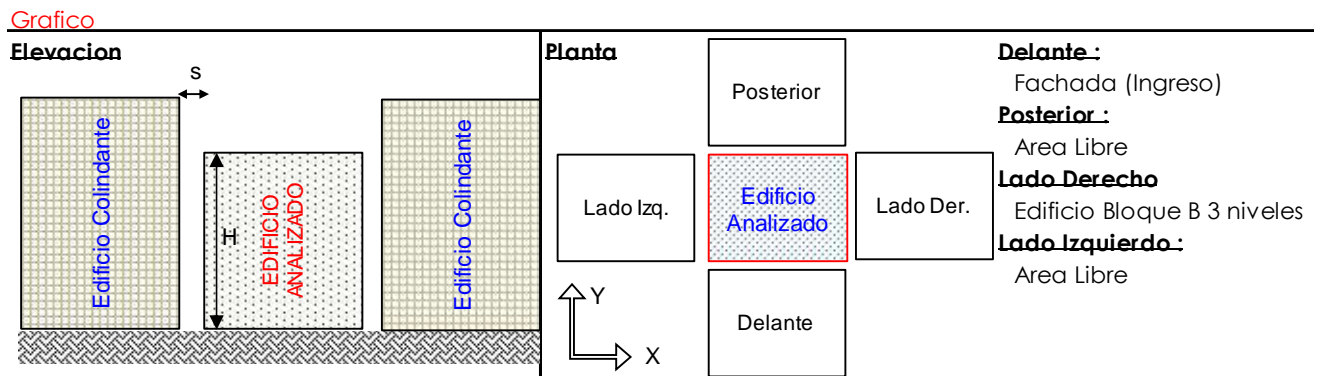 Grafico
Elevacion
s
Edificio Colindante
H
EDIFICIO
ANALIZADO
Edificio Colindante
Planta
Posterior
Lado Izq.
Edificio
Analizado
Lado Der.
Delante
Y
X
Delante :
Fachada (Ingreso)
Posterior :
Area Libre
Lado Derecho
Edificio Bloque B 3 niveles
Lado Izquierdo :
Area Libre